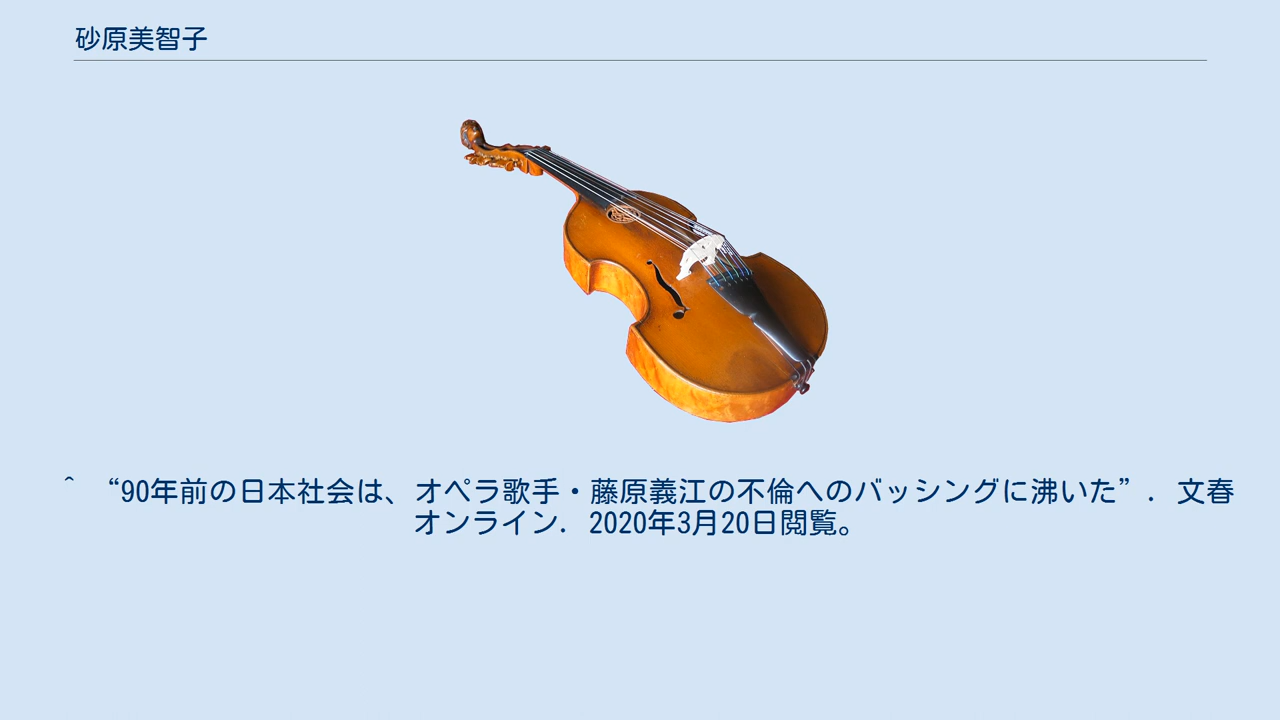 砂原美智子
^ “90年前の日本社会は、オペラ歌手・藤原義江の不倫へのバッシングに沸いた”. 文春
オンライン. 2020年3月20日閲覧。